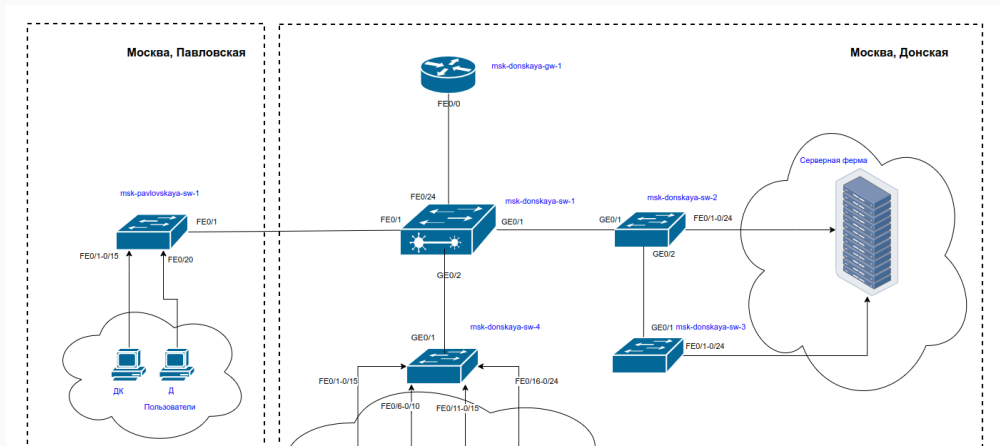 Москва, Павловская
Москва, Донская
msk-donskaya-gw-1
FE0/0
Серверная ферма
msk-pavlovskaya-sw-1
FE0/24
msk-donskaya-sw-1
msk-donskaya-sw-2
FE0/1
FE0/1
GE0/1
GE0/1
FE0/1-0/24
FE0/1-0/15
FE0/20
GE0/2
GE0/2
msk-donskaya-sw-4
GE0/1
msk-donskaya-sw-3
GE0/1
FE0/1-0/24
FE0/1-0/15
FE0/16-0/24
ДК
Д
Пользователи
FE0/6-0/10
FE0/11-0/15